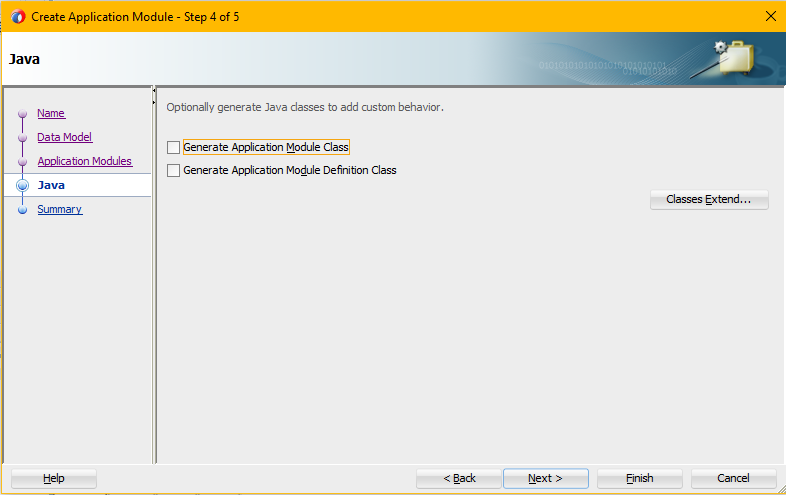 Create Application Module - Step 4 of 5
Java
0101010101010101010101010101
0101010101
Name
Data Model
Application Modules
Java
Summary
Optionally generate Java classes to add custom behavior.
Generate Application Module Class
Generate Application Module Definition Class
Classes Extend...
Help
< Back
Next >
Finish
Cancel